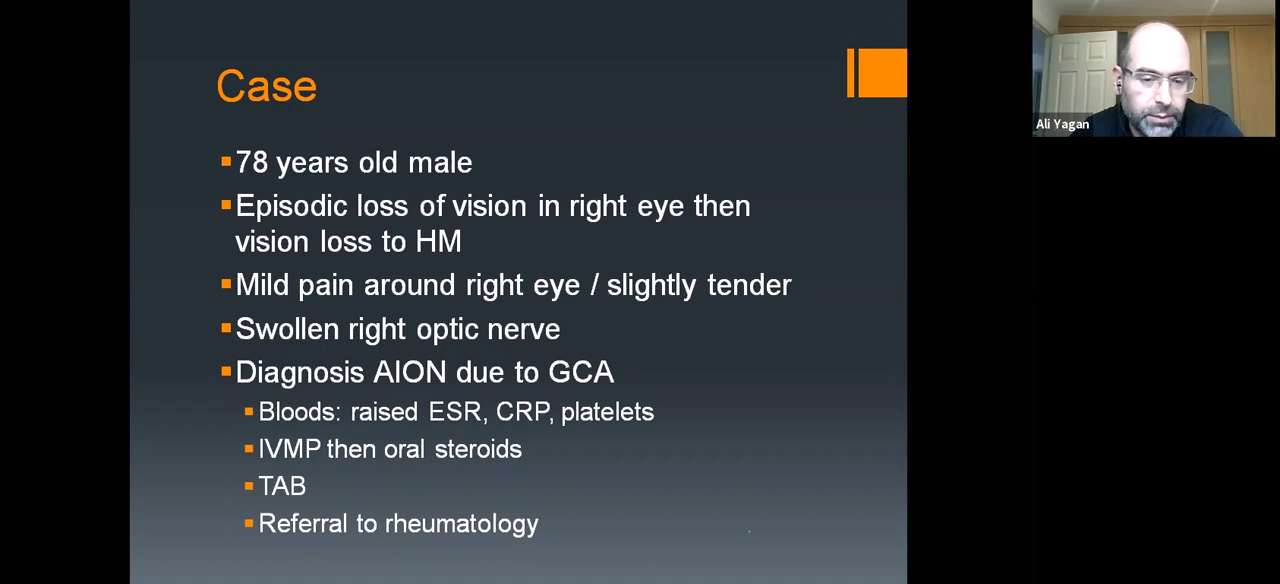 Case
78 years old male
Episodic loss of vision in right eye then
vision loss to HM
Mild pain around right eye / slightly tender
Swollen right optic nerve
Diagnosis AION due to GCA
Bloods: raised ESR, CRP, platelets
IVMP then oral steroids
TAB
Referral to rheumatology
Ali Yagan